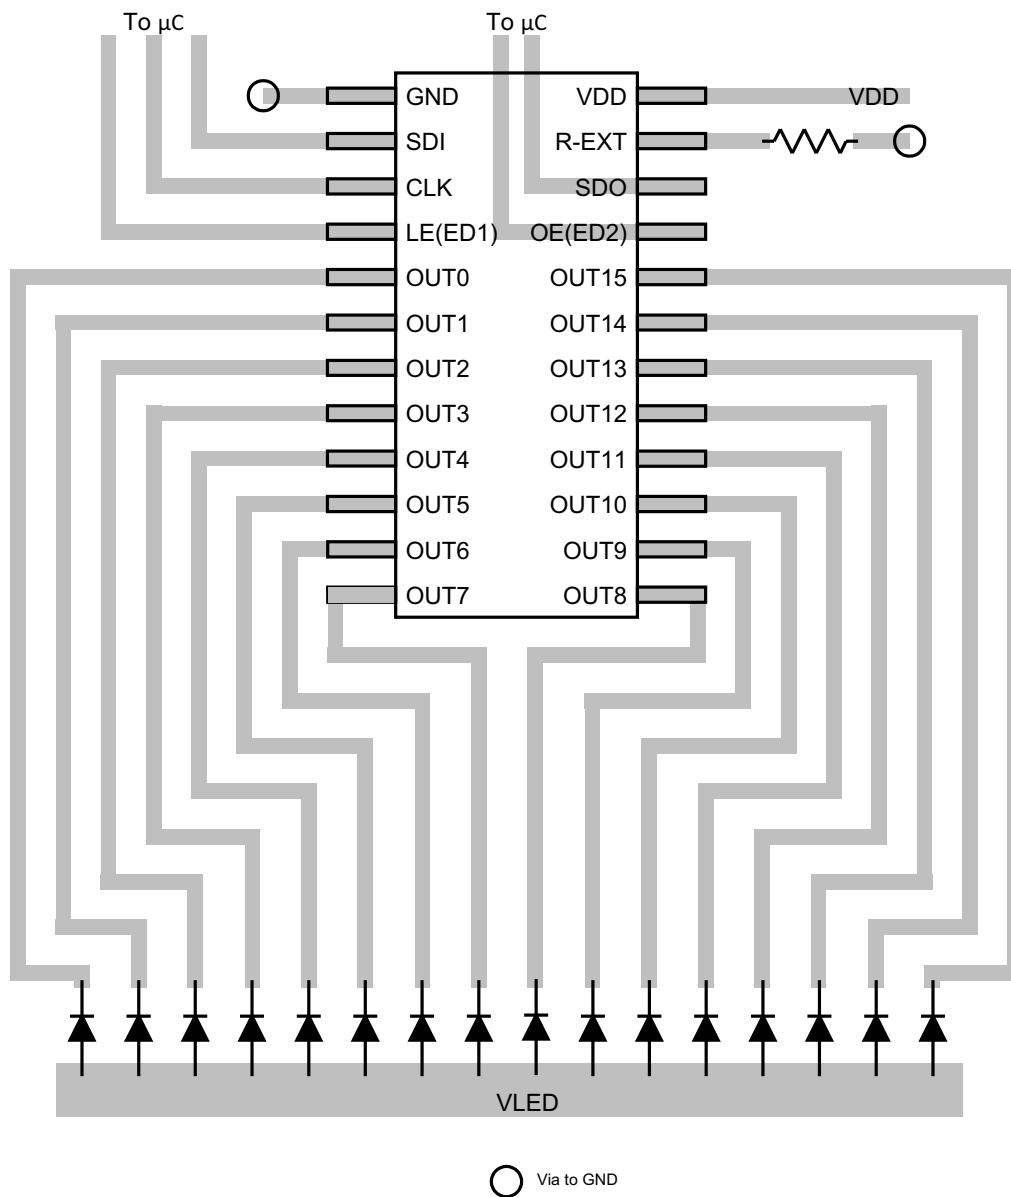 To μC
To μC
GND
VDD
VDD
SDI
R-EXT
CLK
SDO
LE(ED1)
OE(ED2)
OUT0
OUT15
OUT1
OUT14
OUT2
OUT13
OUT3
OUT12
OUT4
OUT11
OUT5
OUT10
OUT6
OUT9
OUT7
OUT8
VLED
Via to GND